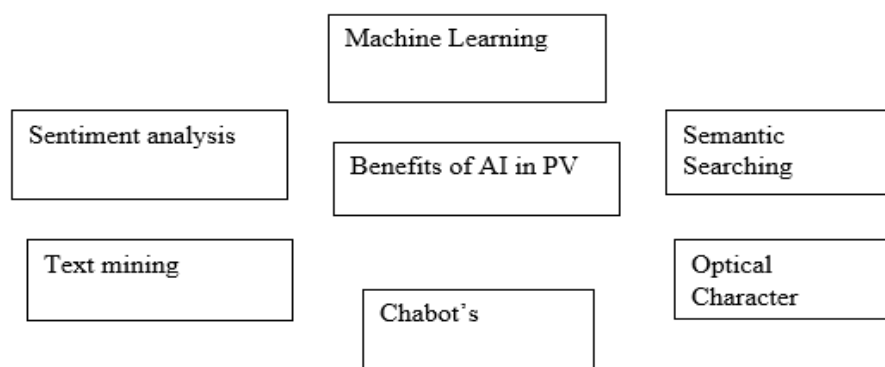 Machine Learning
Sentiment analysis
Benefits of AI in PV
Semantic
Searching
Text mining
Chabot’s
Optical
Character